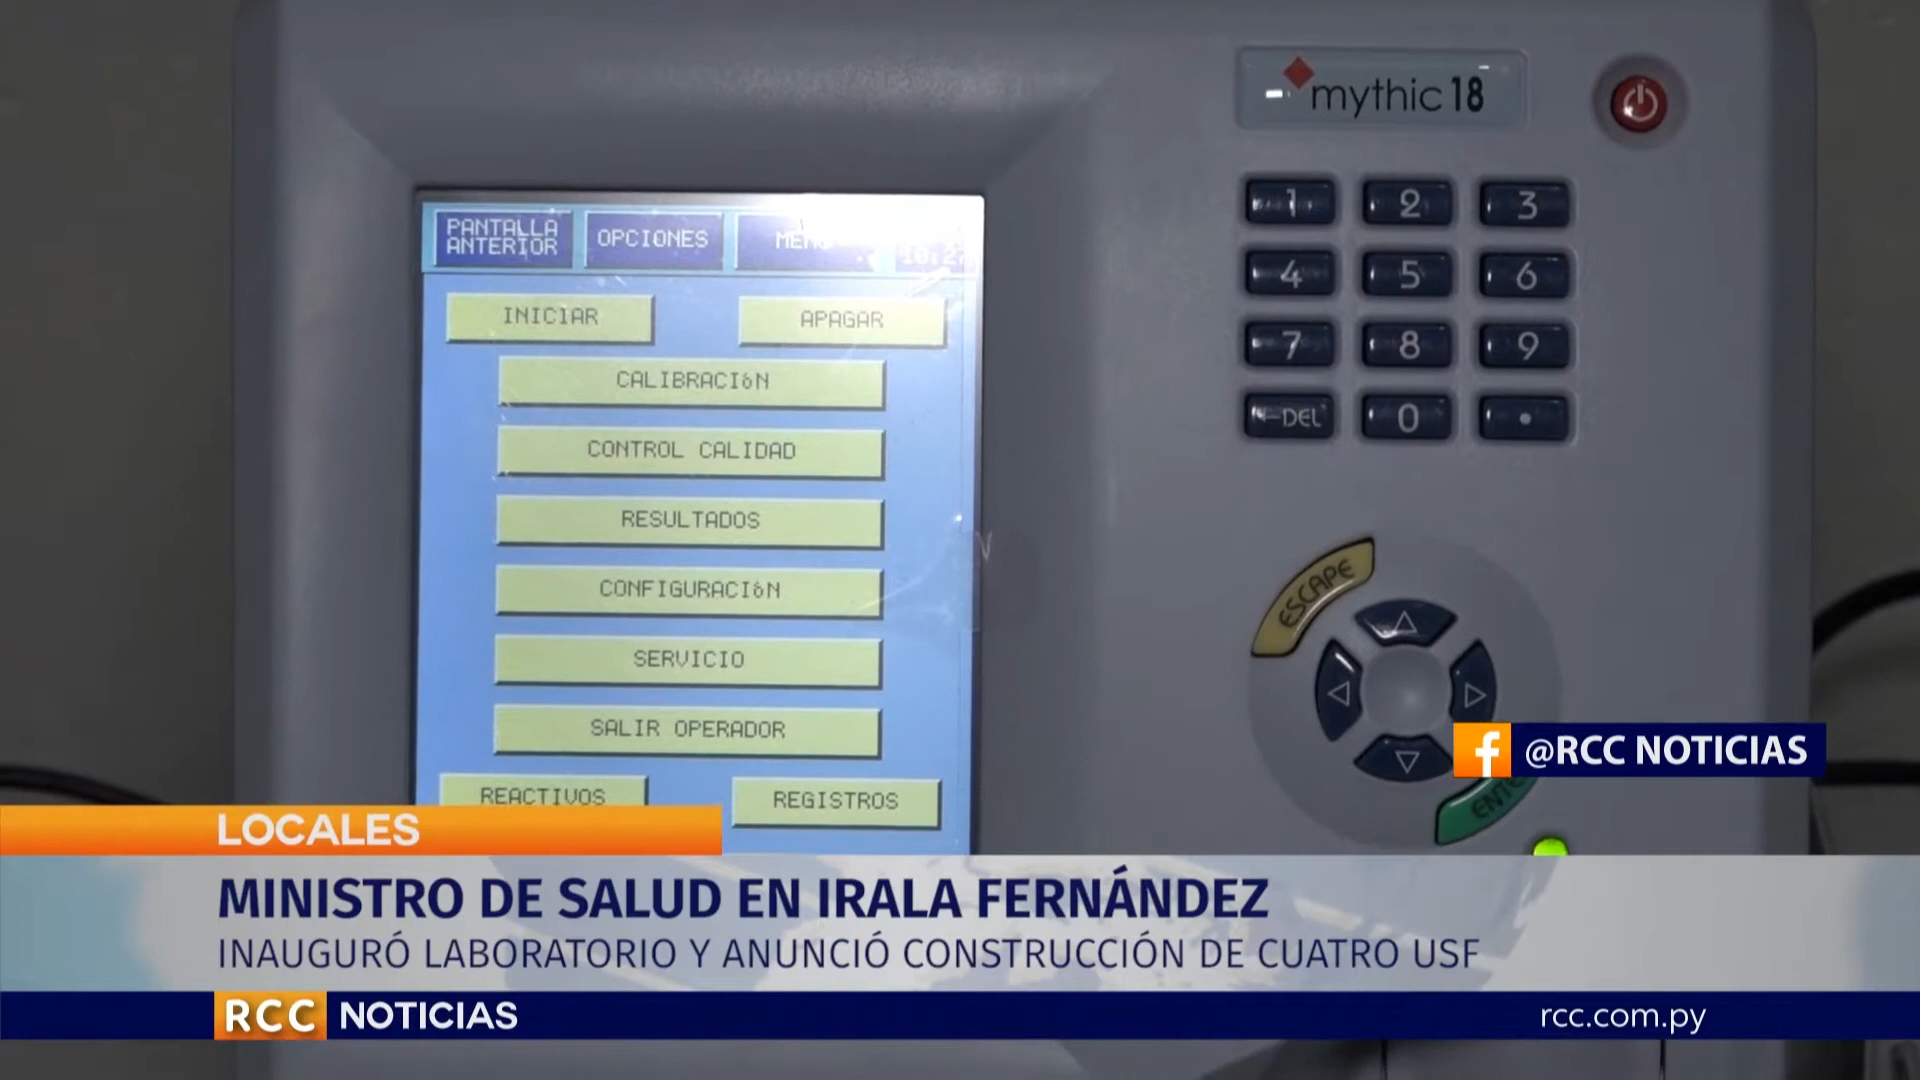 mythic 18
PANTALLA
ANTERIOR
OPCIONES
INICIAR
APAGAR
CALIBRACIóN
CONTROL CALIDAD
RESULTADOS
CONFIGURACIóN
SERVICIO
SALIR OPERADOR
REACTIVOS
REGISTROS
1 2 3
4 5 6
7 8 9
←DEL 0 •
ESCAPE
@RCC NOTICIAS
LOCALES
MINISTRO DE SALUD EN IRALA FERNÁNDEZ
INAUGURÓ LABORATORIO Y ANUNCIÓ CONSTRUCCIÓN DE CUATRO USF
RCC NOTICIAS
rcc.com.py